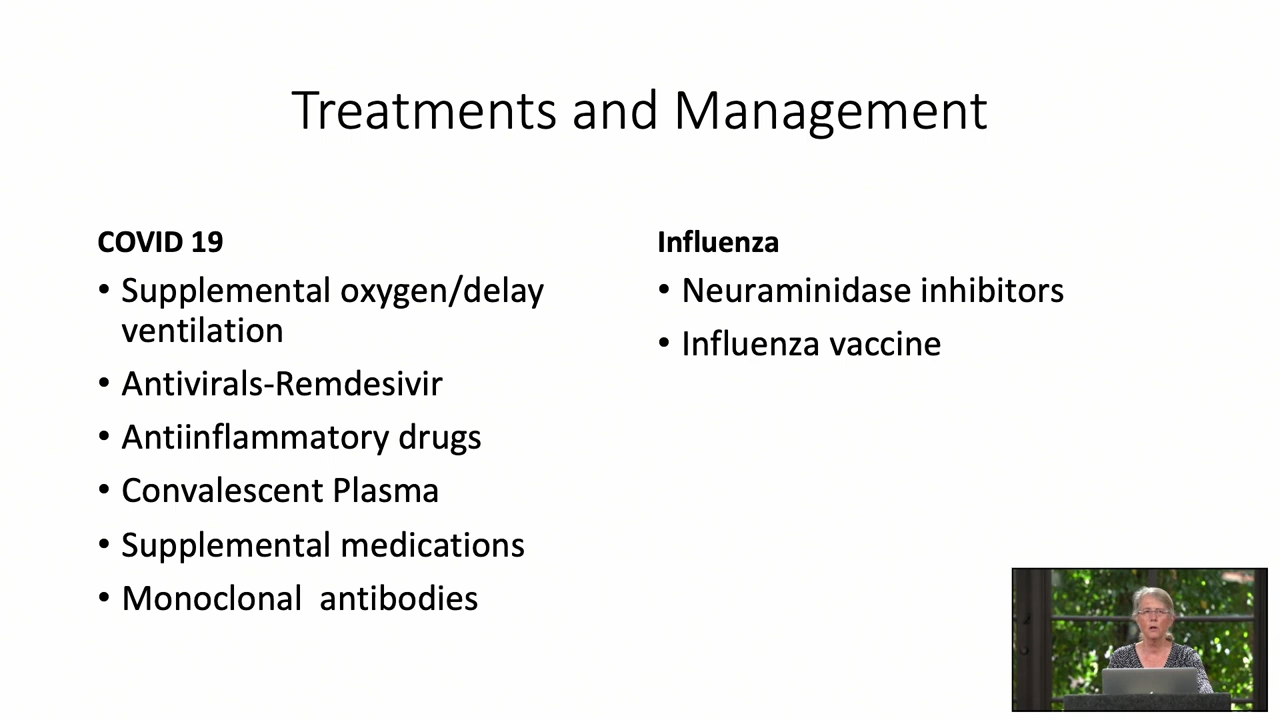 Treatments and Management
COVID 19
• Supplemental oxygen/delay
ventilation
• Antivirals-Remdesivir
• Antiinflammatory drugs
• Convalescent Plasma
• Supplemental medications
• Monoclonal  antibodies
Influenza
• Neuraminidase inhibitors
• Influenza vaccine